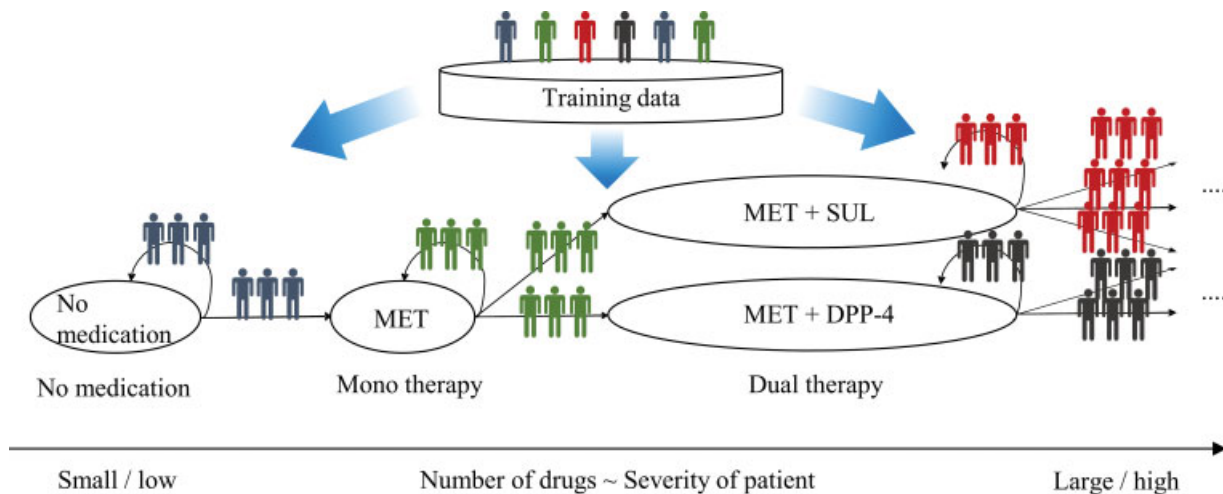 Training data
MET + SUL
.....
No
medication
MET
MET + DPP-4
.....
No medication
Mono therapy
Dual therapy
Small / low
Number of drugs ~ Severity of patient
Large / high